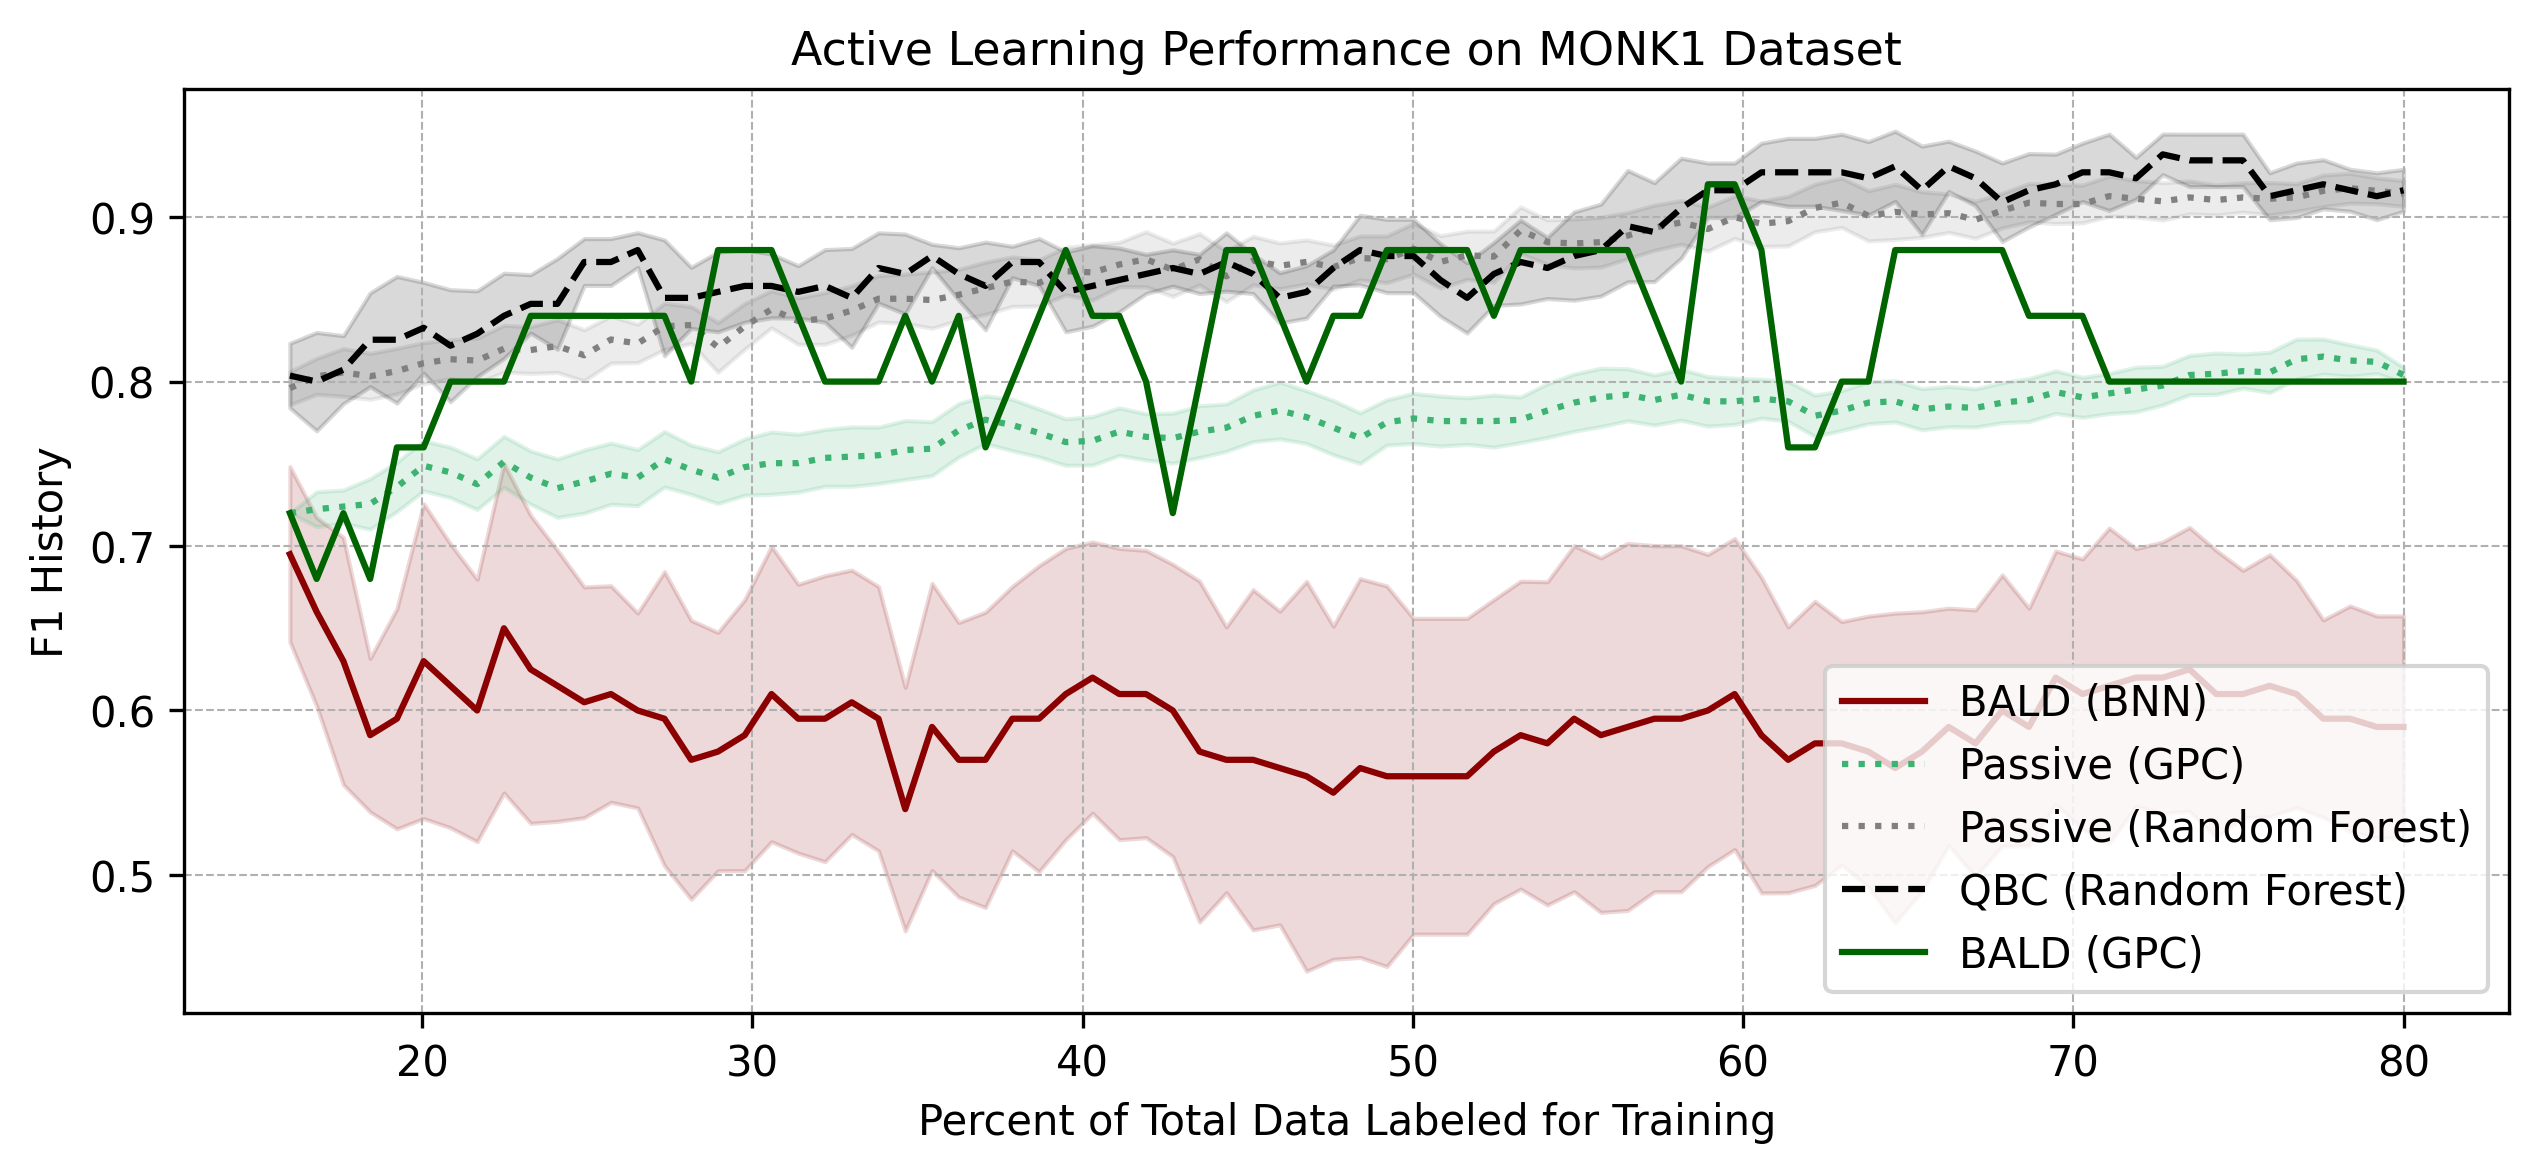 Active Learning Performance on MONK1 Dataset
F1 History
0.9
0.8
0.7
0.6
0.5
BALD (BNN)
Passive (GPC)
Passive (Random Forest)
QBC (Random Forest)
BALD (GPC)
20 30 40 50 60 70 80
Percent of Total Data Labeled for Training